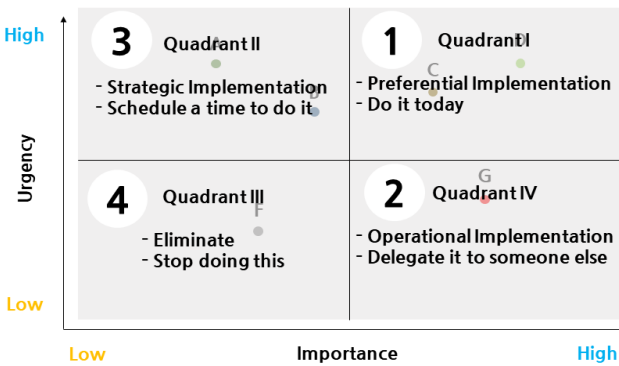 High
3
Quadrant II
A
- Strategic Implementation
- Schedule a time to do it
B
1
Quadrant I
D
C
- Preferential Implementation
- Do it today
Urgency
4
Quadrant III
F
- Eliminate
- Stop doing this
2
G
Quadrant IV
- Operational Implementation
- Delegate it to someone else
Low
Low
Importance
High